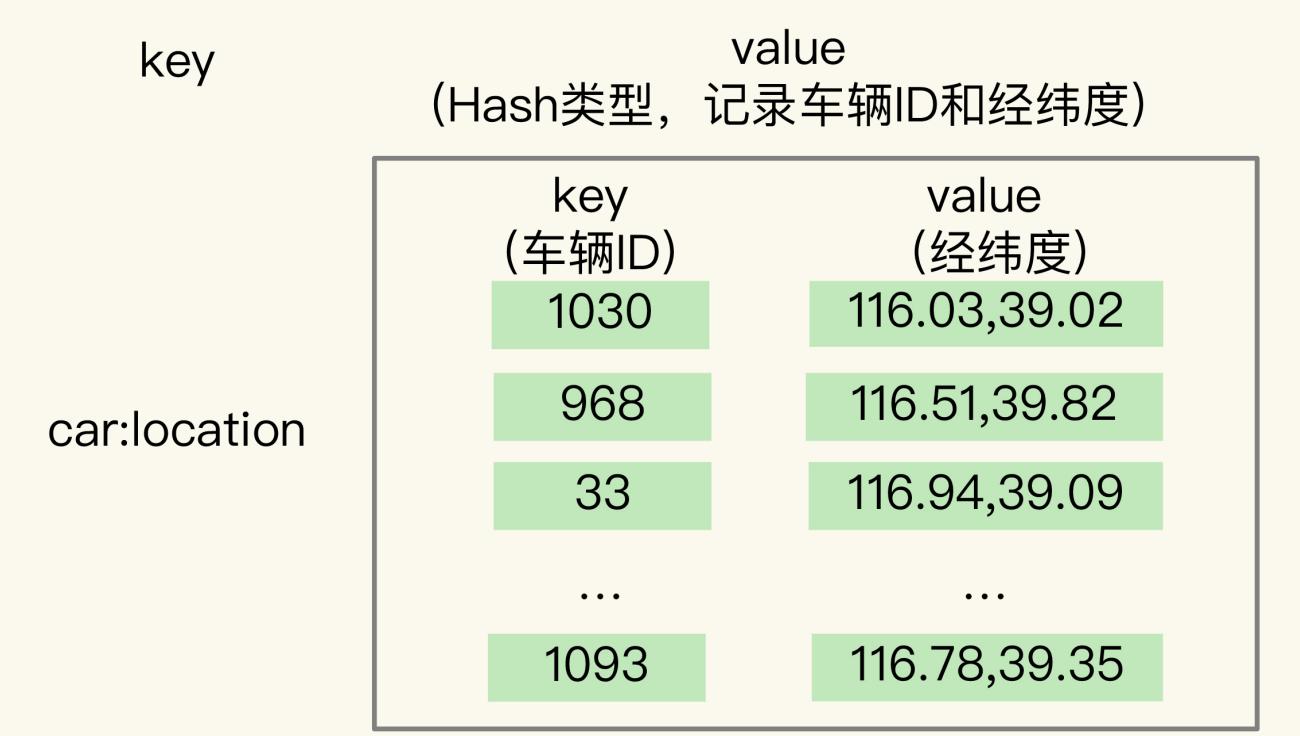 key
value
(Hash类型，记录车辆ID和经纬度)
key
(车辆ID)
value
(经纬度)
1030
116.03,39.02
968
116.51,39.82
car:location
33
116.94,39.09
...
...
1093
116.78,39.35